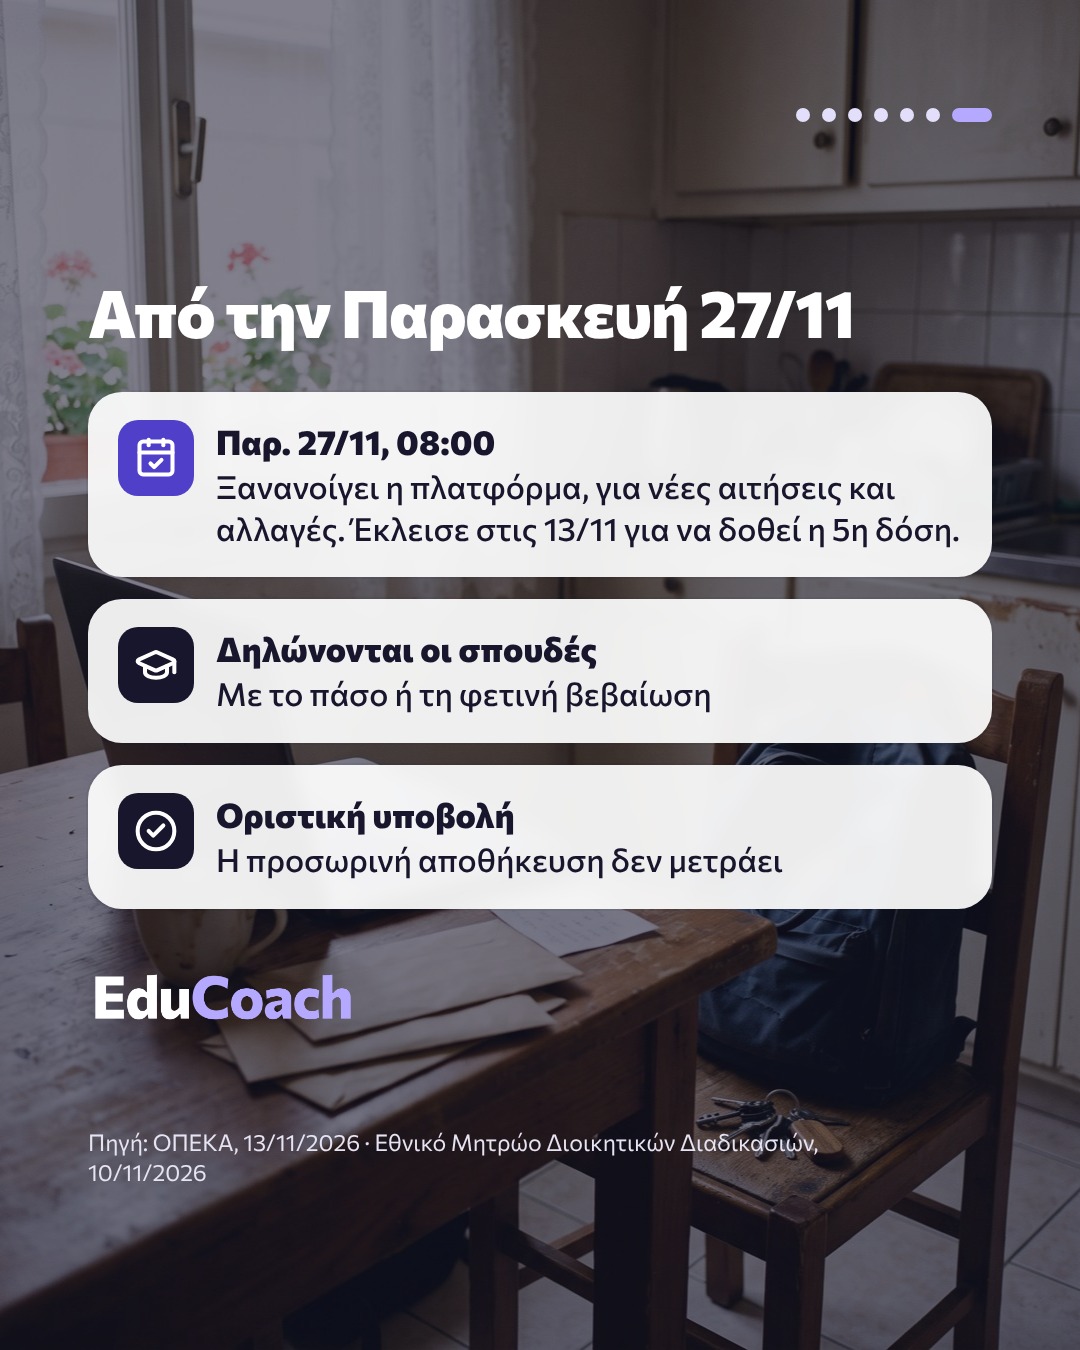 Από την Παρασκευή 27/11
Παρ. 27/11, 08:00
Ξανανοίγει η πλατφόρμα, για νέες αιτήσεις και
αλλαγές. Έκλεισε στις 13/11 για να δοθεί η 5η δόση.
Δηλώνονται οι σπουδές
Με το πάσο ή τη φετινή βεβαίωση
Οριστική υποβολή
Η προσωρινή αποθήκευση δεν μετράει
EduCoach
Πηγή: ΟΠΕΚΑ, 13/11/2026 · Εθνικό Μητρώο Διοικητικών Διαδικασιών,
10/11/2026